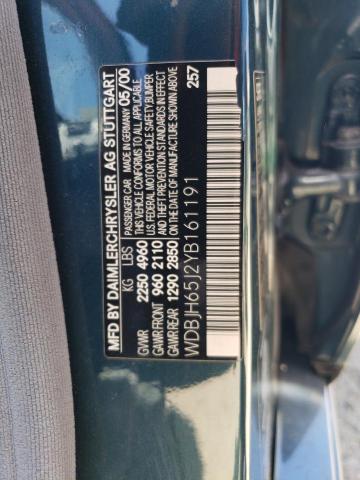 MFD BY DAIMLERCHRYSLER AG STUTTGART
PASSENGER CAR MADE IN GERMANY 05/00
THIS VEHICLE CONFORMS TO ALL APPLICABLE
U.S. FEDERAL MOTOR VEHICLE SAFETY, BUMPER
AND THEFT PREVENTION STANDARDS IN EFFECT
ON THE DATE OF MANUFACTURE SHOWN ABOVE
KG LBS
GVWR
2250 4960
GAWR FRONT
960 2110
GAWR REAR
1290 2850
257
WDBJH65J2YB161191